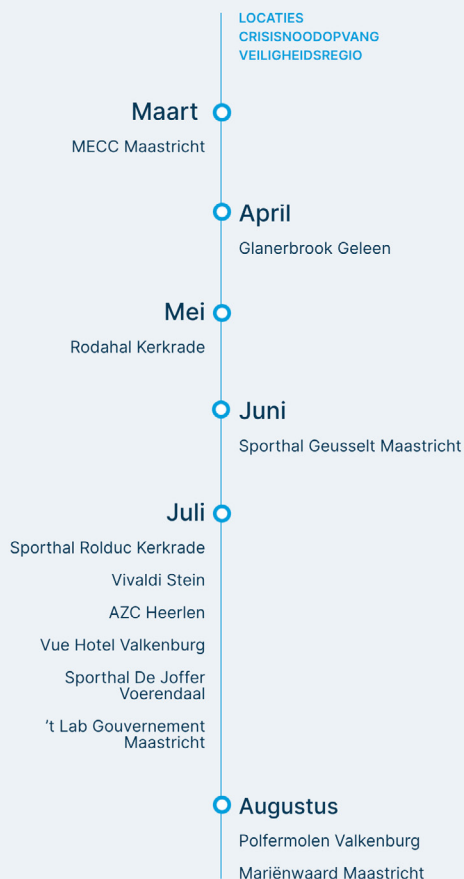 LOCATIES
CRISISNOODOPVANG
VEILIGHEIDSREGIO
Maart
MECC Maastricht
April
Glanerbrook Geleen
Mei
Rodahal Kerkrade
Juni
Sporthal Geusselt Maastricht
Juli
Sporthal Rolduc Kerkrade
Vivaldi Stein
AZC Heerlen
Vue Hotel Valkenburg
Sporthal De Joffer
Voerendaal
’t Lab Gouvernement
Maastricht
Augustus
Polfermolen Valkenburg
Mariënwaard Maastricht